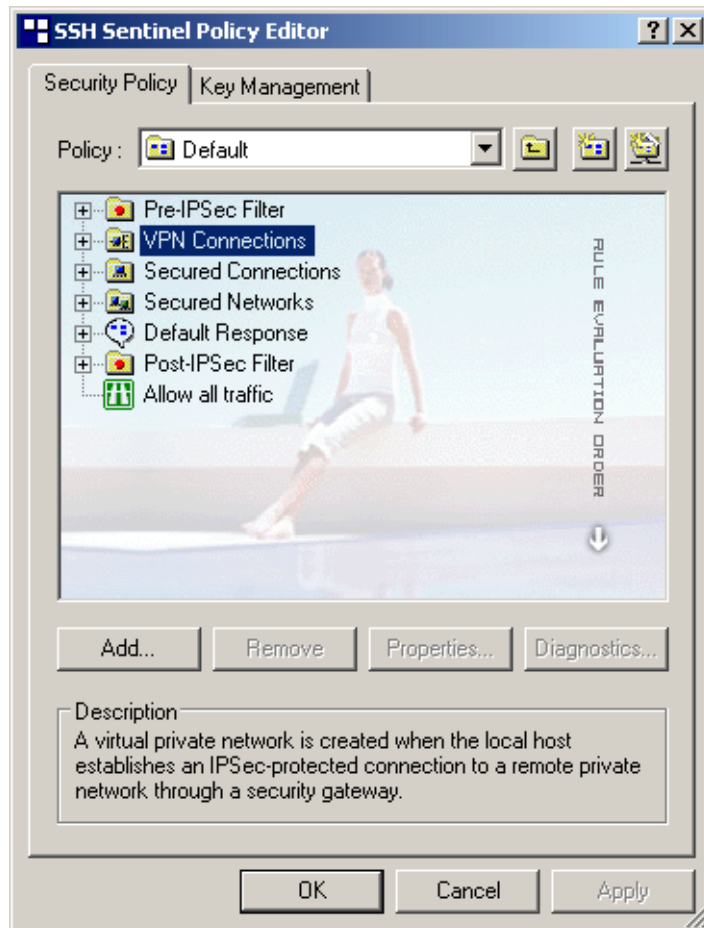 SSH Sentinel Policy Editor
Security Policy
Key Management
Policy :
Default
Pre-IPSec Filter
VPN Connections
Secured Connections
Secured Networks
Default Response
Post-IPSec Filter
Allow all traffic
RULE EVALUATION ORDER
Add...
Remove
Properties...
Diagnostics...
Description
A virtual private network is created when the local host
establishes an IPSec-protected connection to a remote private
network through a security gateway.
OK
Cancel
Apply